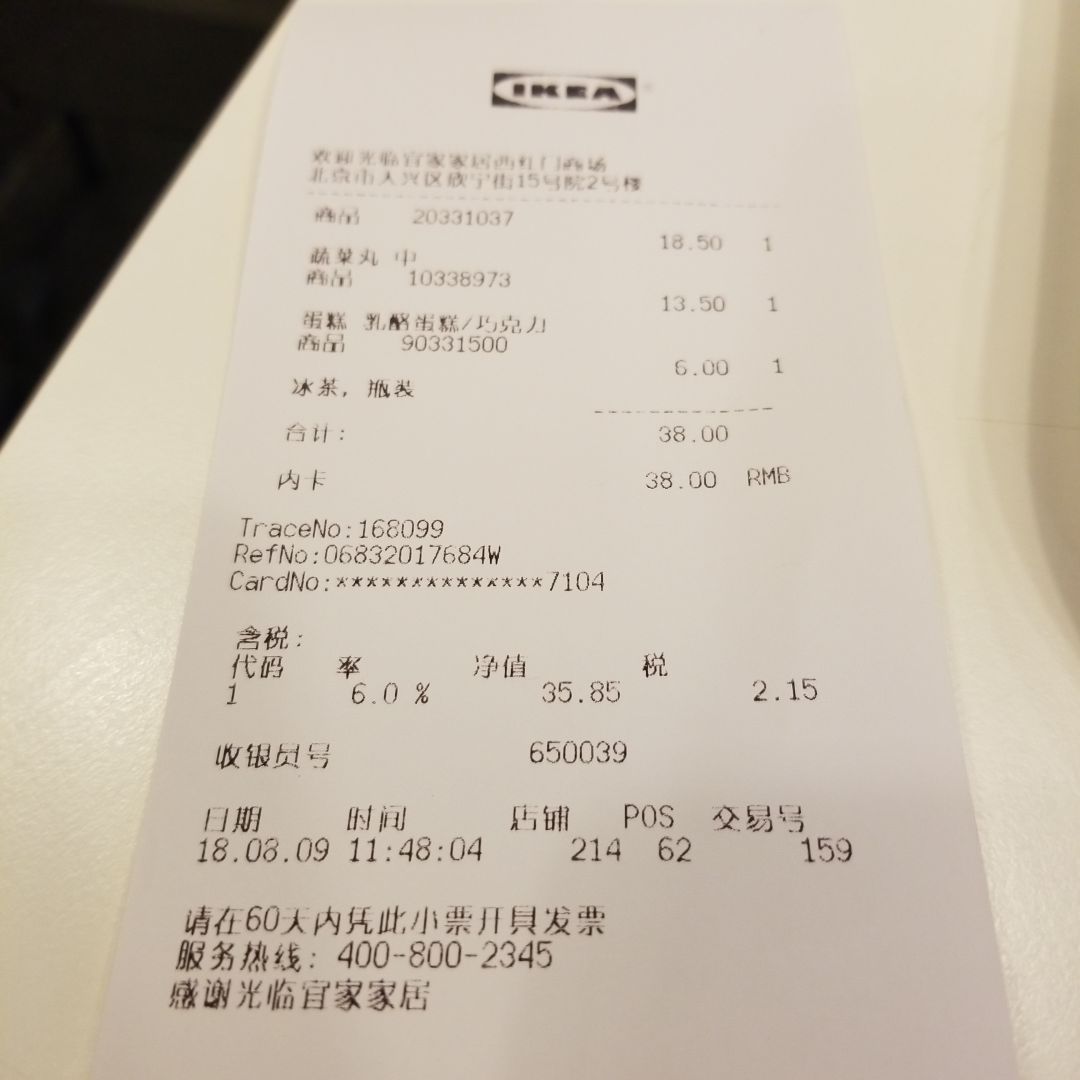 IKEA
欢迎光临宜家家居西红门商场
北京市大兴区欣宁街15号院2号楼
商品 20331037
18.50 1
蔬菜丸 中
商品 10338973
13.50 1
蛋糕 乳酪蛋糕/巧克力
商品 90331500
6.00 1
冰茶, 瓶装
合计: 38.00
内卡 38.00 RMB
TraceNo:168099
RefNo:06832017684W
CardNo:**************7104
含税:
代码 率 净值 税
1 6.0 % 35.85 2.15
收银员号 650039
日期 时间 店铺 POS 交易号
18.08.09 11:48:04 214 62 159
请在60天内凭此小票开具发票
服务热线: 400-800-2345
感谢光临宜家家居